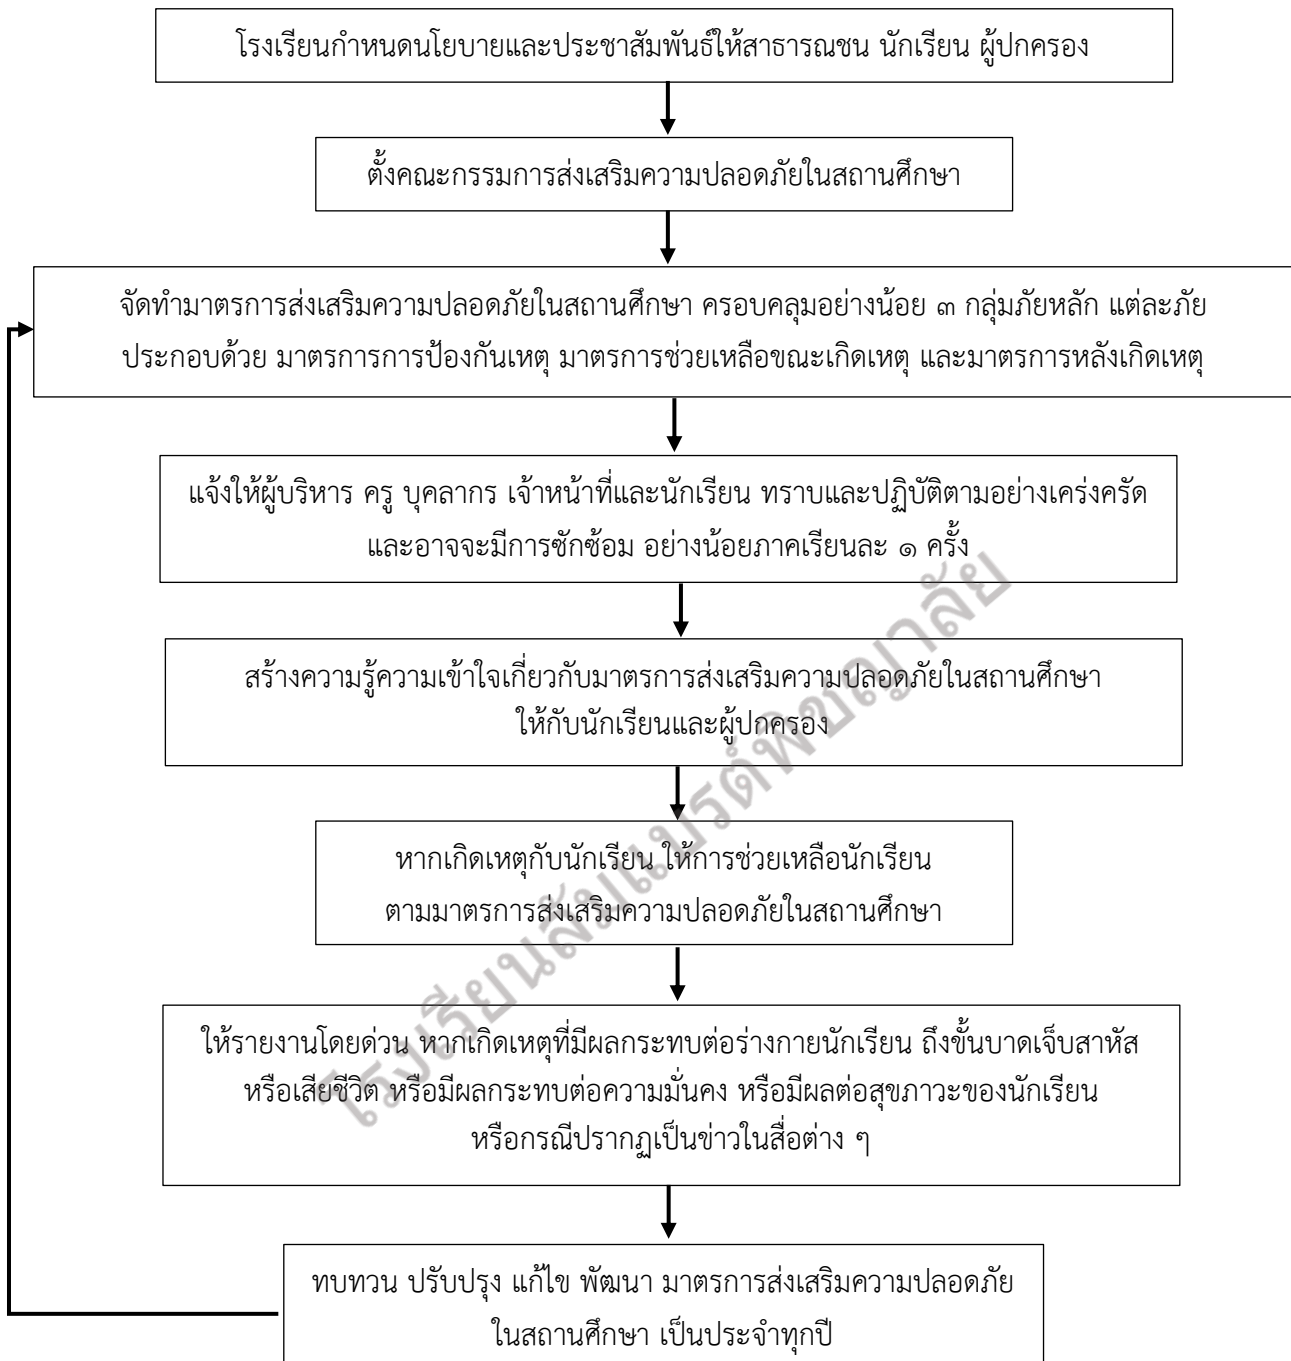 โรงเรียนกำหนดนโยบายและประชาสัมพันธ์ให้สาธารณชน นักเรียน ผู้ปกครอง
ตั้งคณะกรรมการส่งเสริมความปลอดภัยในสถานศึกษา
จัดทำมาตรการส่งเสริมความปลอดภัยในสถานศึกษา ครอบคลุมอย่างน้อย ๓ กลุ่มภัยหลัก แต่ละภัย
ประกอบด้วย มาตรการการป้องกันเหตุ มาตรการช่วยเหลือขณะเกิดเหตุ และมาตรการหลังเกิดเหตุ
แจ้งให้ผู้บริหาร ครู บุคลากร เจ้าหน้าที่และนักเรียน ทราบและปฏิบัติตามอย่างเคร่งครัด
และอาจจะมีการซักซ้อม อย่างน้อยภาคเรียนละ ๑ ครั้ง
สร้างความรู้ความเข้าใจเกี่ยวกับมาตรการส่งเสริมความปลอดภัยในสถานศึกษา
ให้กับนักเรียนและผู้ปกครอง
หากเกิดเหตุกับนักเรียน ให้การช่วยเหลือนักเรียน
ตามมาตรการส่งเสริมความปลอดภัยในสถานศึกษา
ให้รายงานโดยด่วน หากเกิดเหตุที่มีผลกระทบต่อร่างกายนักเรียน ถึงขั้นบาดเจ็บสาหัส
หรือเสียชีวิต หรือมีผลกระทบต่อความมั่นคง หรือมีผลต่อสุขภาวะของนักเรียน
หรือกรณีปรากฏเป็นข่าวในสื่อต่าง ๆ
ทบทวน ปรับปรุง แก้ไข พัฒนา มาตรการส่งเสริมความปลอดภัย
ในสถานศึกษา เป็นประจำทุกปี
โรงเรียนลัมแบรต์พิชญาลัย